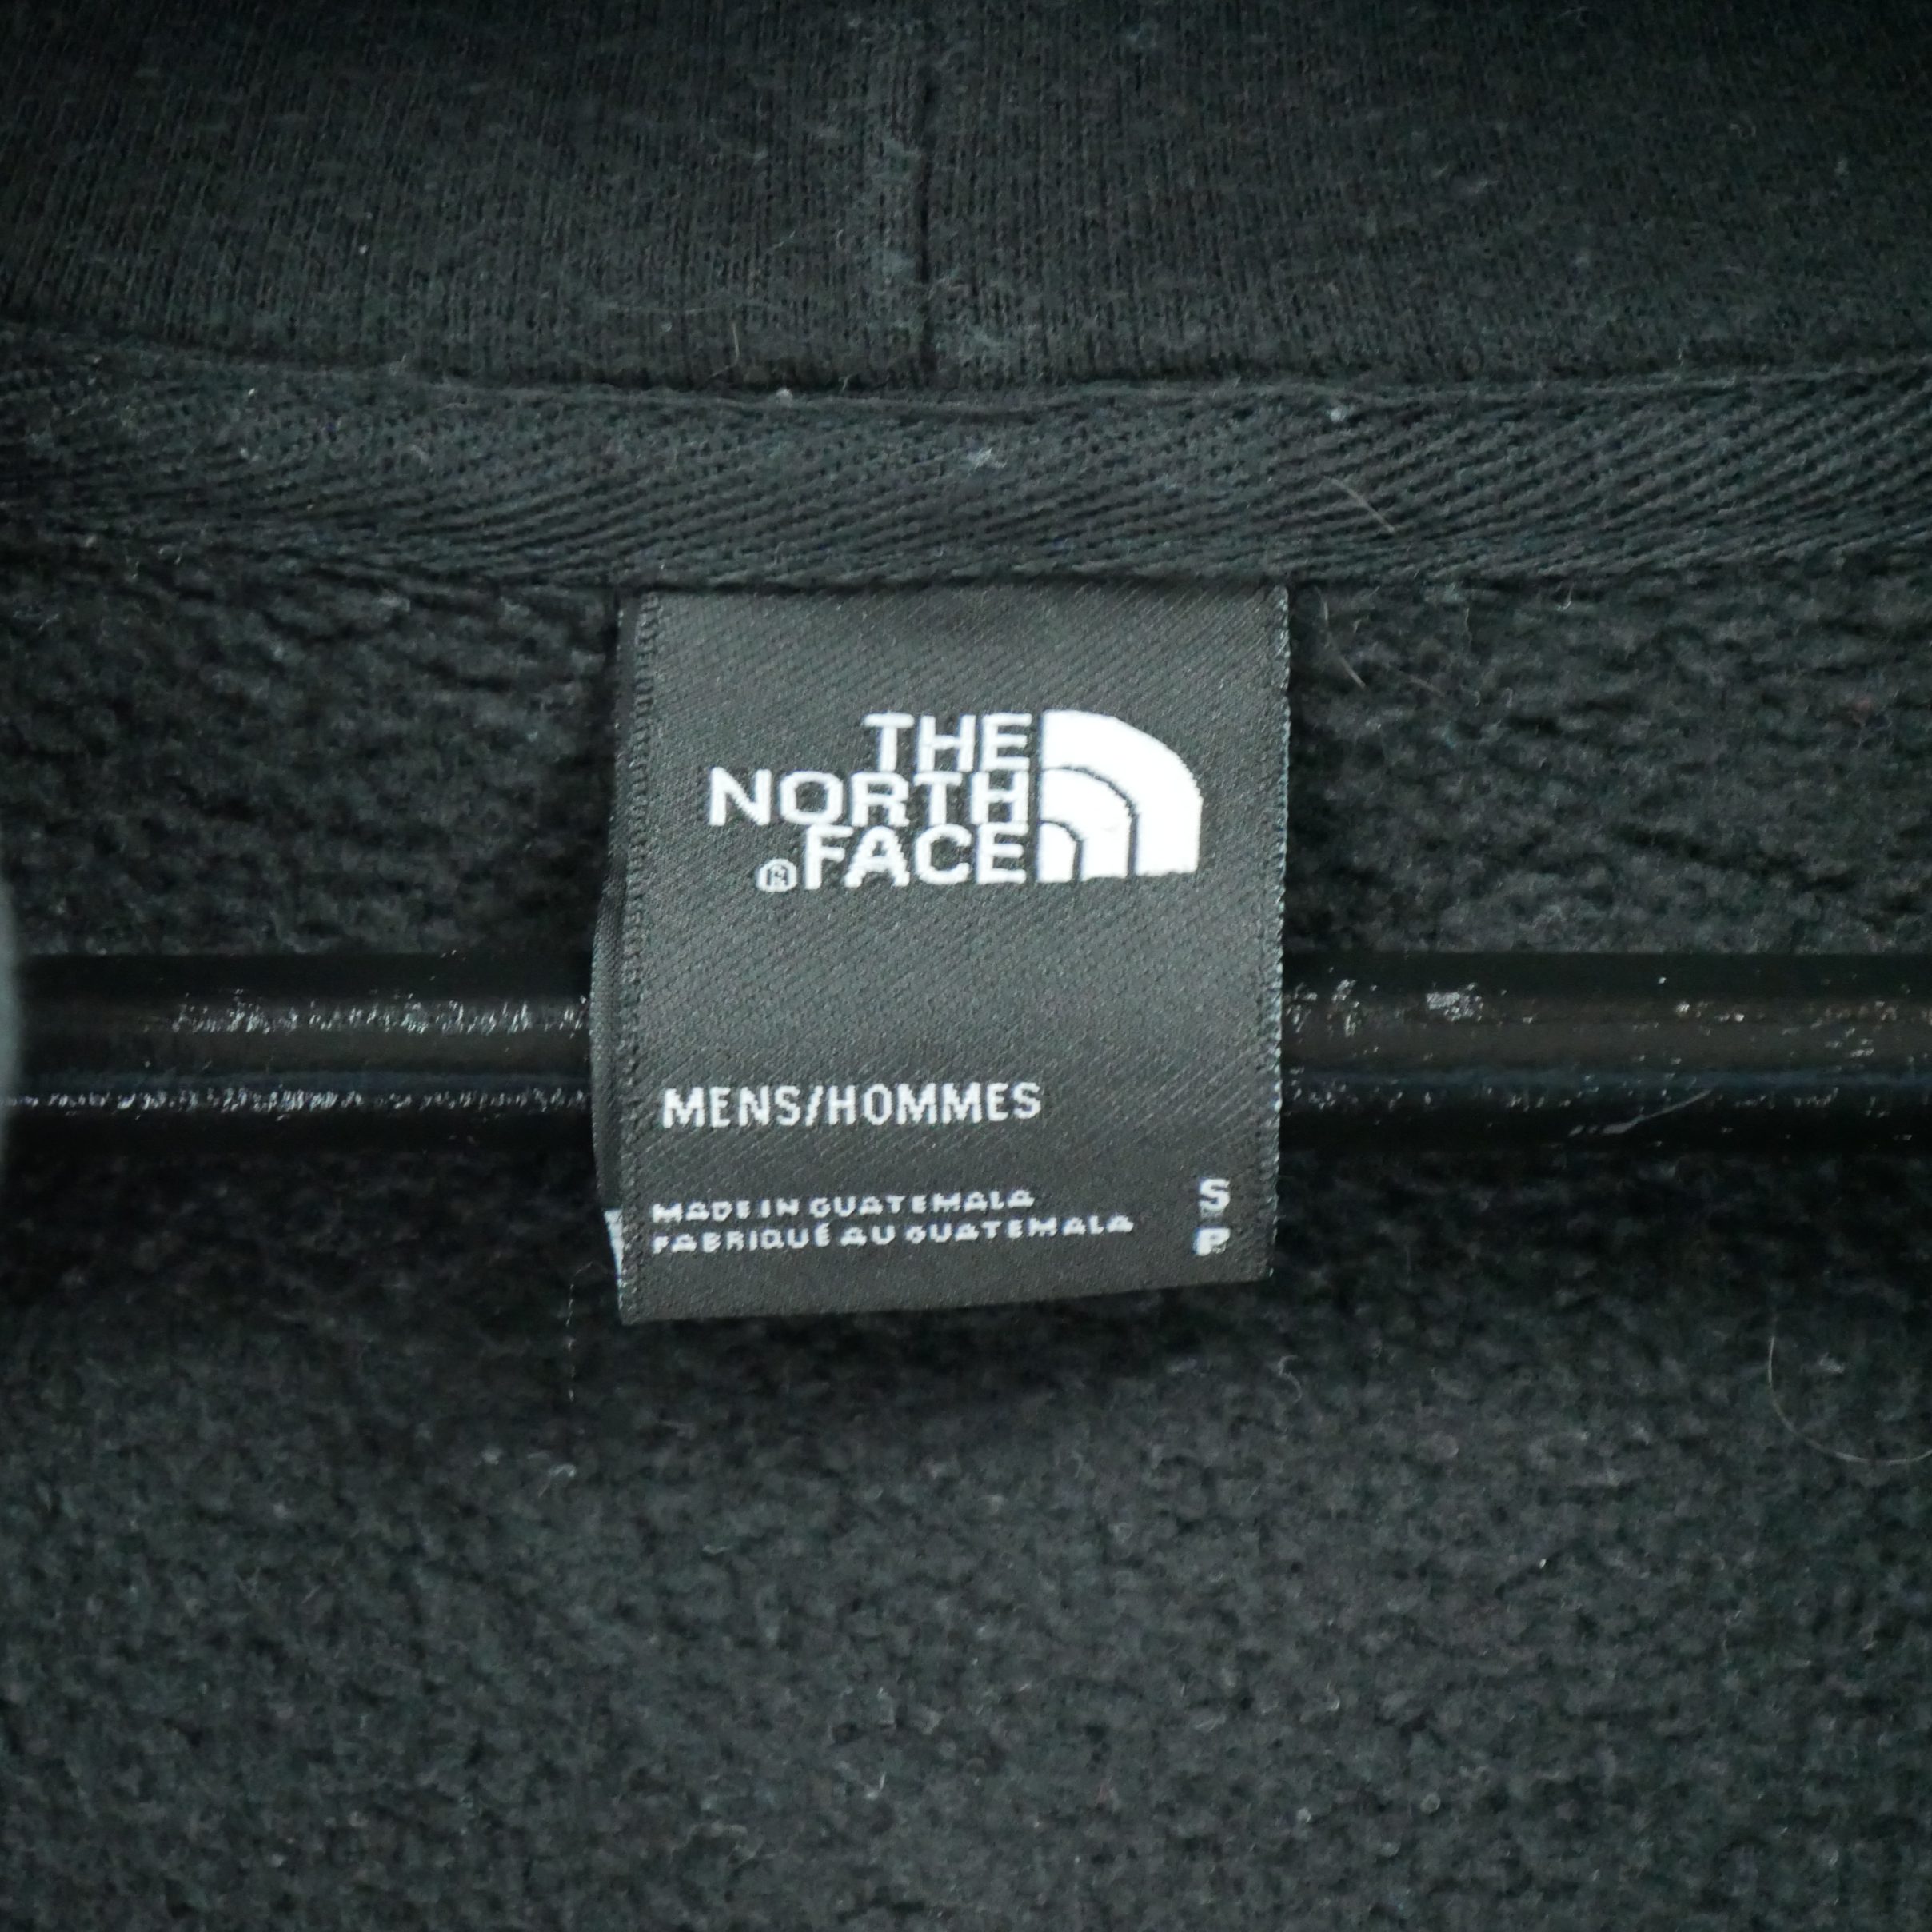 THE
NORTH
®FACE
MENS/HOMMES
MADE IN GUATEMALA
FABRIQUÉ AU GUATEMALA
S
P